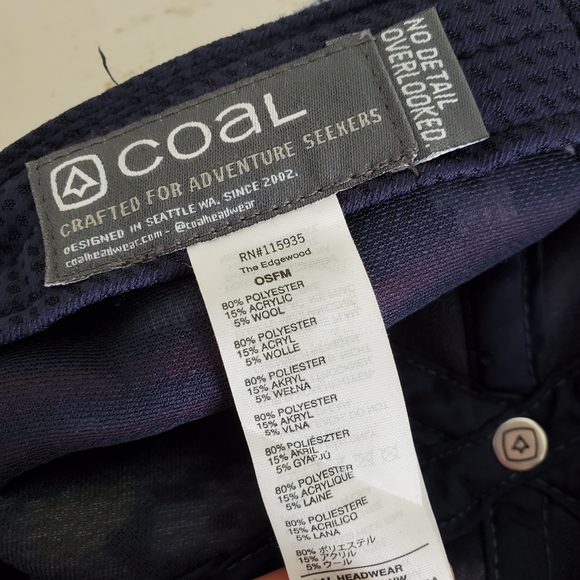 coal
CRAFTED FOR ADVENTURE SEEKERS
DESIGNED IN SEATTLE WA. SINCE 2002.
coalheadwear.com - @coalheadwear
NO DETAIL
OVERLOOKED.
RN#115935
The Edgewood
OSFM
80% POLYESTER
15% ACRYLIC
5% WOOL
80% POLYESTER
15% ACRYL
5% WOLLE
80% POLIESTER
15% AKRYL
5% WEŁNA
80% POLYESTER
15% AKRYL
5% VLNA
80% POLIÉSZTER
15% AKRIL
5% GYAPJÚ
80% POLYESTER
15% ACRYLIQUE
5% LAINE
80% POLIESTERE
15% ACRILICO
5% LANA
80% ポリエステル
15% アクリル
5% ウール
HEADWEAR